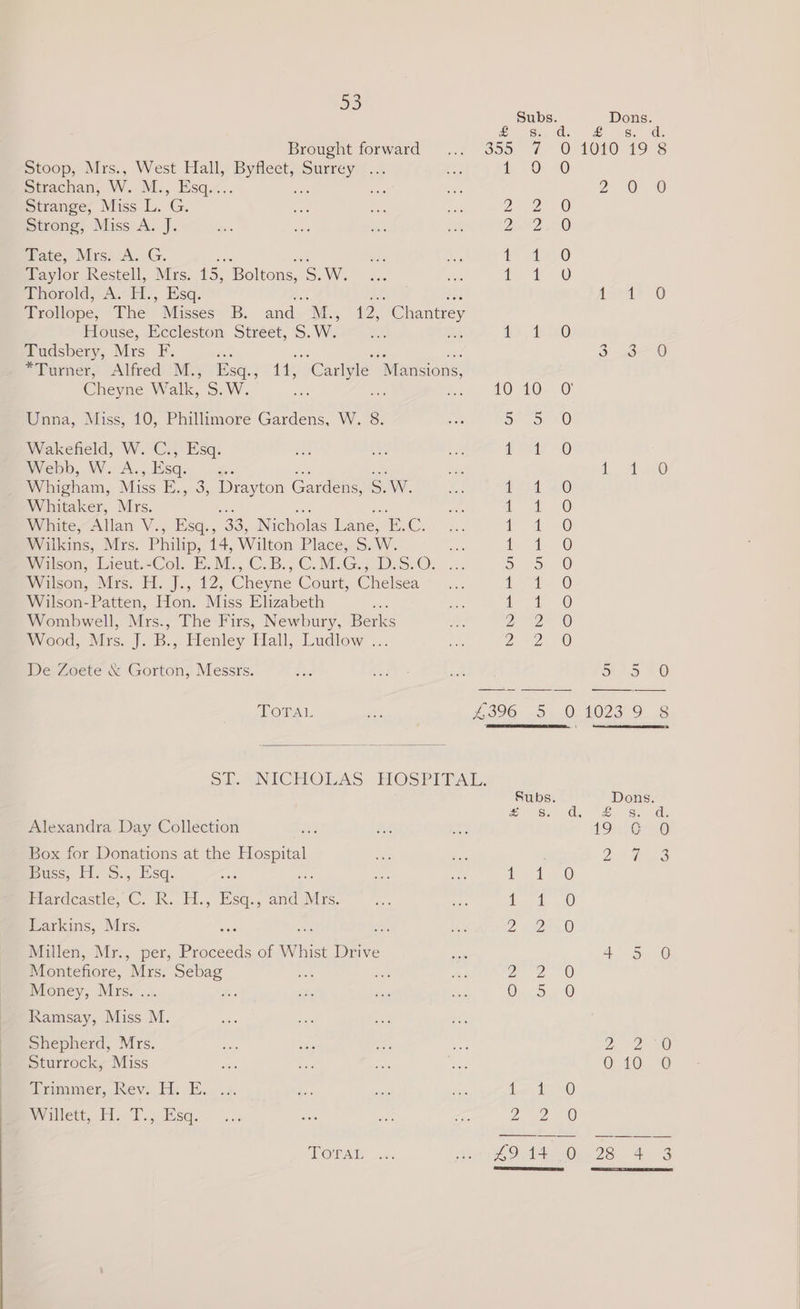 53
Subs. Dons.
£ s. d. £ s. d.
Brought forward ... 355 7 0 1010 19 8
Stoop, Mrs., West Hall, Byfleet, Surrey ... ... 1 0 0
Strachan, W. M., Esq.... ... ... ... 2 0 0
Strange, Miss L. G. ... ... ... 2 2 0
Strong, Miss A. J. ... ... ... ... 2 2 0
Tate, Mrs. A. G. ... ... ... 1 1 0
Taylor Restell, Mrs. 15, Boltons, S.W. ... ... 1 1 0
Thorold, A. H., Esq. ... ... ... 1 1 0
Trollope, The Misses B. and M., 12, Chantrey
House, Eccleston Street, S.W. ... ... 1 1 0
Tudsbery, Mrs F. ... ... ... ... 3 3 0
*Turner, Alfred M., Esq., 11, Carlyle Mansions,
Cheyne Walk, S.W. ... ... ... 10 10 0
Unna, Miss, 10, Phillimore Gardens, W. 8. ... 5 5 0
Wakefield, W. C., Esq. ... ... ... 1 1 0
Webb, W. A., Esq. ... ... ... ... 1 1 0
Whigham, Miss E., 3, Drayton Gardens, S.W. ... 1 1 0
Whitaker, Mrs. ... ... ... 1 1 0
White, Allan V., Esq., 33, Nicholas Lane, E.C. ... 1 1 0
Wilkins, Mrs. Philip, 14, Wilton Place, S.W. ... 1 1 0
Wilson, Lieut.-Col. E.M., C.B., C.M.G., D.S.O. ... 5 5 0
Wilson, Mrs. H. J., 12, Cheyne Court, Chelsea ... 1 1 0
Wilson-Patten, Hon. Miss Elizabeth ... ... 1 1 0
Wombwell, Mrs., The Firs, Newbury, Berks ... 2 2 0
Wood, Mrs. J. B., Henley Hall, Ludlow ... ... 2 2 0
De Zoete & Gorton, Messrs. ... ... ... 5 5 0
TOTAL ... £396 5 0 1023 9 8
ST. NICHOLAS HOSPITAL.
Subs. Dons.
£ s. d. £ s. d.
Alexandra Day Collection ... ... ... 19 0 0
Box for Donations at the Hospital ... ... 2 7 3
Buss, H. S., Esq. ... ... ... ... 1 1 0
Hardcastle, C. R. H., Esq., and Mrs. ... ... 1 1 0
Larkins, Mrs. ... ... ... ... 2 2 0
Millen, Mr., per, Proceeds of Whist Drive ... 4 5 0
Montefiore, Mrs. Sebag ... ... ... 2 2 0
Money, Mrs. ... ... ... ... ... 0 5 0
Ramsay, Miss M. ... ... ... ...
Shepherd, Mrs. ... ... ... ... 2 2 0
Sturrock, Miss ... ... ... ... 0 10 0
Trimmer, Rev. H. E. ... ... ... ... 1 1 0
Willett, H. T., Esq. ... ... ... ... 2 2 0
TOTAL ... ... £9 14 0 28 4 3